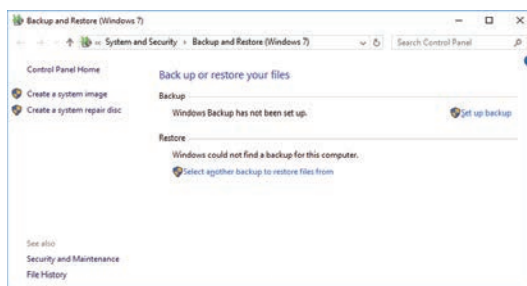 Backup and Restore (Windows 7)
« System and Security › Backup and Restore (Windows 7)
Search Control Panel
Control Panel Home
Create a system image
Create a system repair disc
Back up or restore your files
Backup
Windows Backup has not been set up.
Set up backup
Restore
Windows could not find a backup for this computer.
Select another backup to restore files from
See also
Security and Maintenance
File History